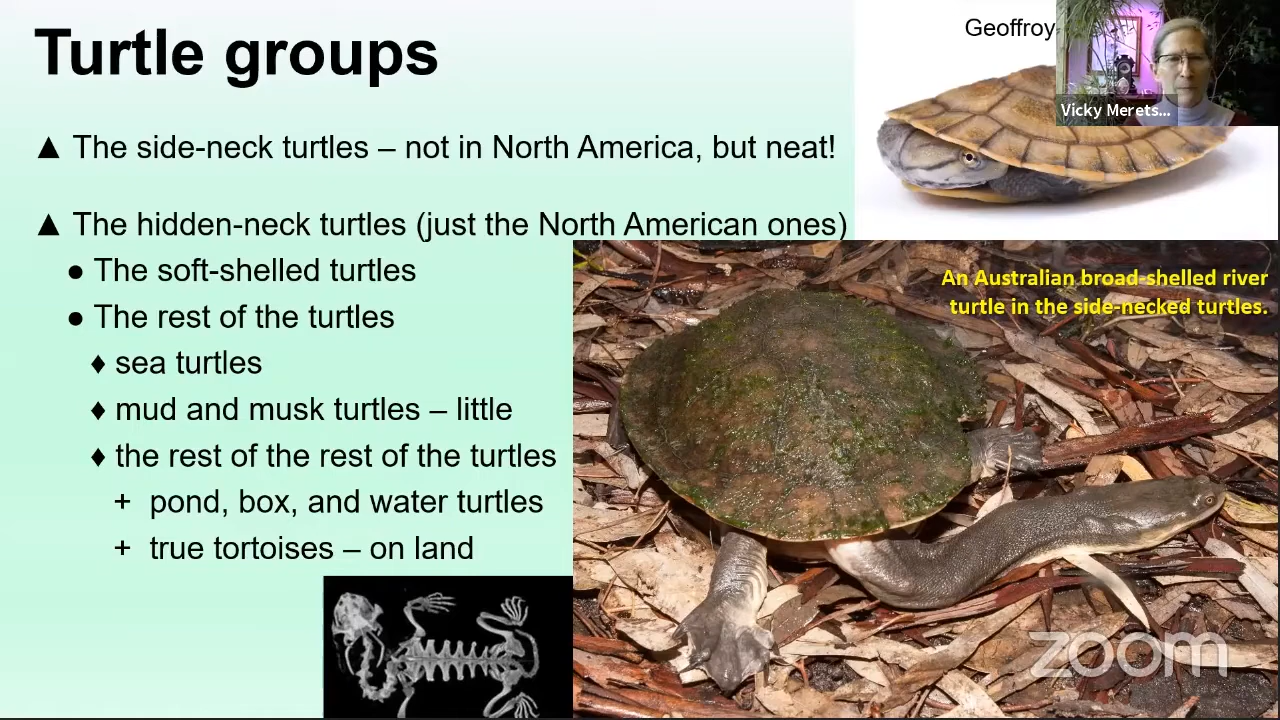 Turtle groups
Geoffroy
Vicky Merets...
▲ The side-neck turtles – not in North America, but neat!
▲ The hidden-neck turtles (just the North American ones)
● The soft-shelled turtles
● The rest of the turtles
♦ sea turtles
♦ mud and musk turtles – little
♦ the rest of the rest of the turtles
+ pond, box, and water turtles
+ true tortoises – on land
An Australian broad-shelled river
turtle in the side-necked turtles.
zoom